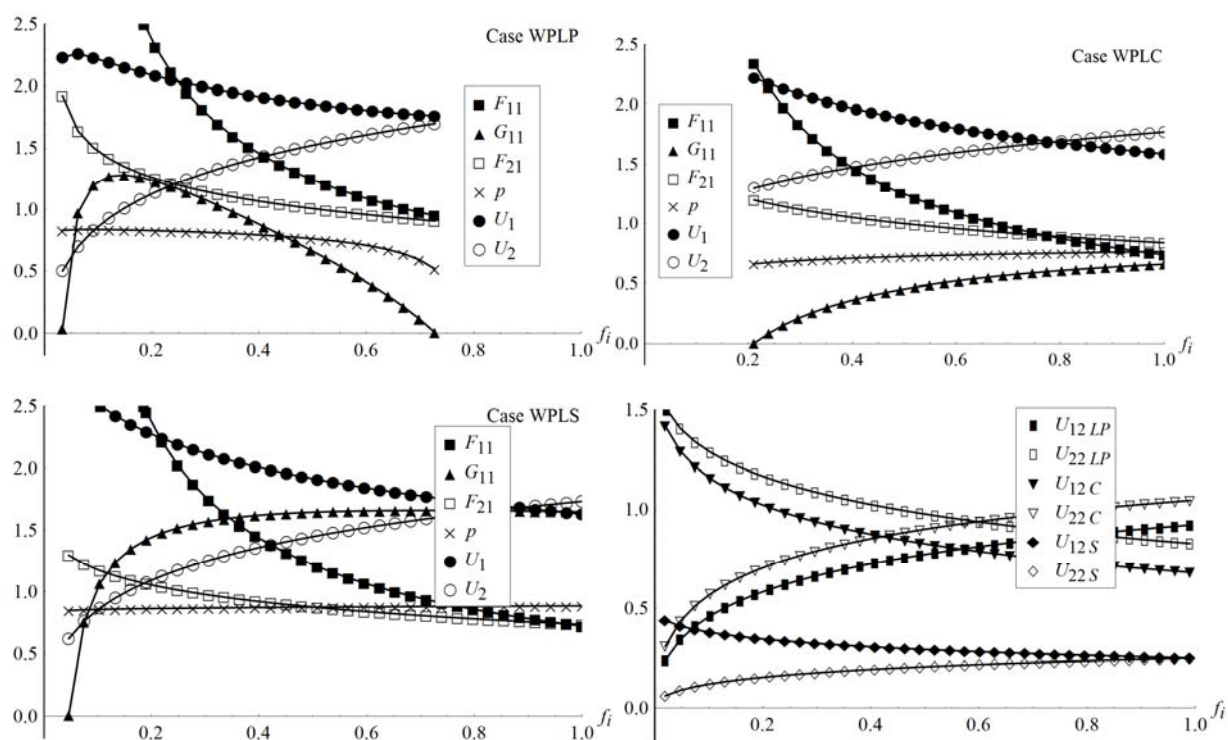 Case WPLP
2.5
2.0
1.5
1.0
0.5
0.0
F11
G11
F21
p
U1
U2
0.2 0.4 0.6 0.8 1.0
fi
Case WPLC
2.5
2.0
1.5
1.0
0.5
0.0
F11
G11
F21
p
U1
U2
0.2 0.4 0.6 0.8 1.0
fi
Case WPLS
2.5
2.0
1.5
1.0
0.5
0.0
F11
G11
F21
p
U1
U2
0.2 0.4 0.6 0.8 1.0
fi
1.5
1.0
0.5
0.0
U12 LP
U22 LP
U12 C
U22 C
U12 S
U22 S
0.2 0.4 0.6 0.8 1.0
fi